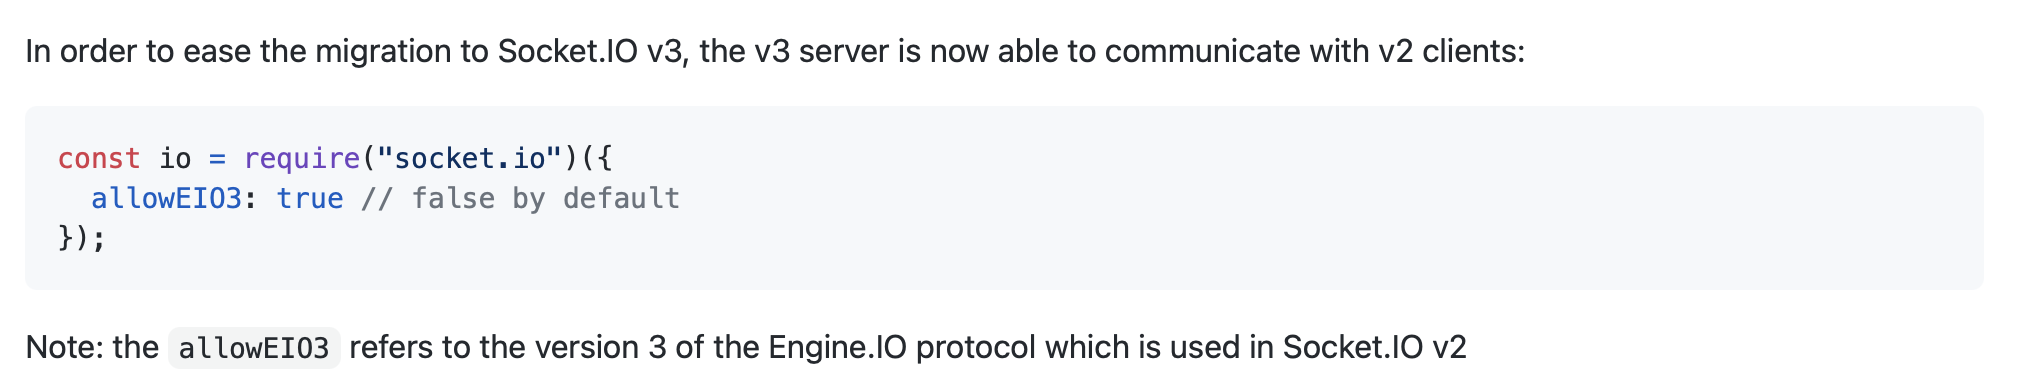 In order to ease the migration to Socket.IO v3, the v3 server is now able to communicate with v2 clients:
const io = require("socket.io")({
  allowEIO3: true // false by default
});
Note: the allowEIO3 refers to the version 3 of the Engine.IO protocol which is used in Socket.IO v2